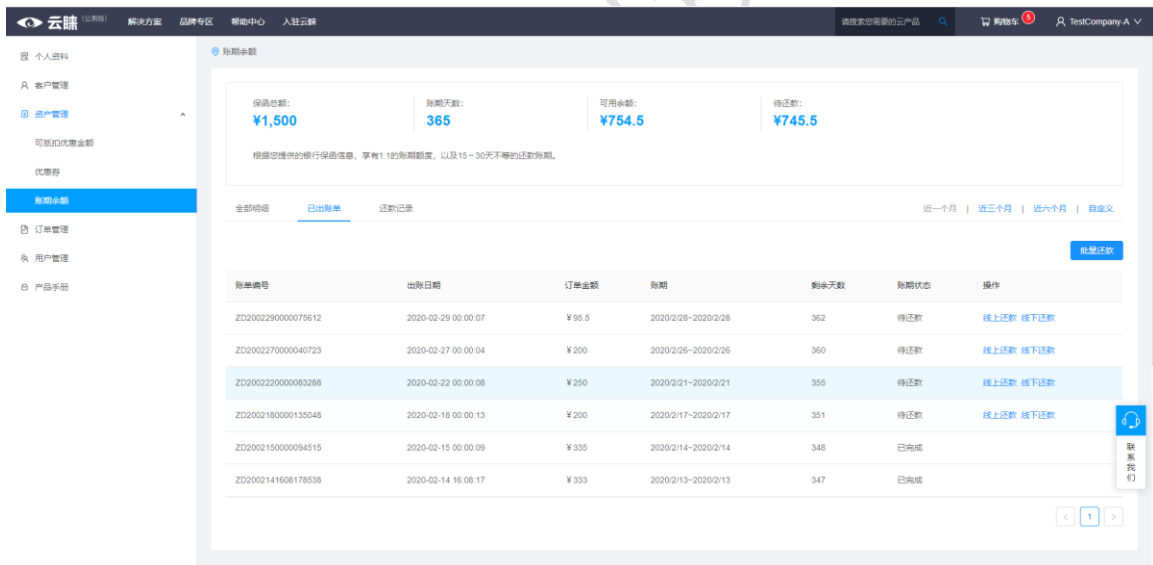 云睐 (公测版) 解决方案 品牌专区 帮助中心 入驻云睐 请搜索您需要的云产品 购物车 5 TestCompany-A
个人资料
客户管理
资产管理
可抵扣优惠金额
优惠券
账期余额
订单管理
用户管理
产品手册
账期余额
保函总额: 账期天数: 可用余额: 待还款:
¥1,500 365 ¥754.5 ¥745.5
根据您提供的银行保函信息，享有1:1的账期额度，以及15~30天不等的还款账期。
全部明细 已出账单 还款记录 近一个月 | 近三个月 | 近六个月 | 自定义
批量还款
账单编号 出账日期 订单金额 账期 剩余天数 账期状态 操作
ZD2002290000075612 2020-02-29 00:00:07 ¥95.5 2020/2/28~2020/2/28 362 待还款 线上还款 线下还款
ZD2002270000040723 2020-02-27 00:00:04 ¥200 2020/2/26~2020/2/26 360 待还款 线上还款 线下还款
ZD2002220000083288 2020-02-22 00:00:08 ¥250 2020/2/21~2020/2/21 355 待还款 线上还款 线下还款
ZD2002180000135048 2020-02-18 00:00:13 ¥200 2020/2/17~2020/2/17 351 待还款 线上还款 线下还款
ZD2002150000094515 2020-02-15 00:00:09 ¥335 2020/2/14~2020/2/14 348 已完成
ZD2002141608178538 2020-02-14 16:08:17 ¥333 2020/2/13~2020/2/13 347 已完成
联系我们
< 1 >